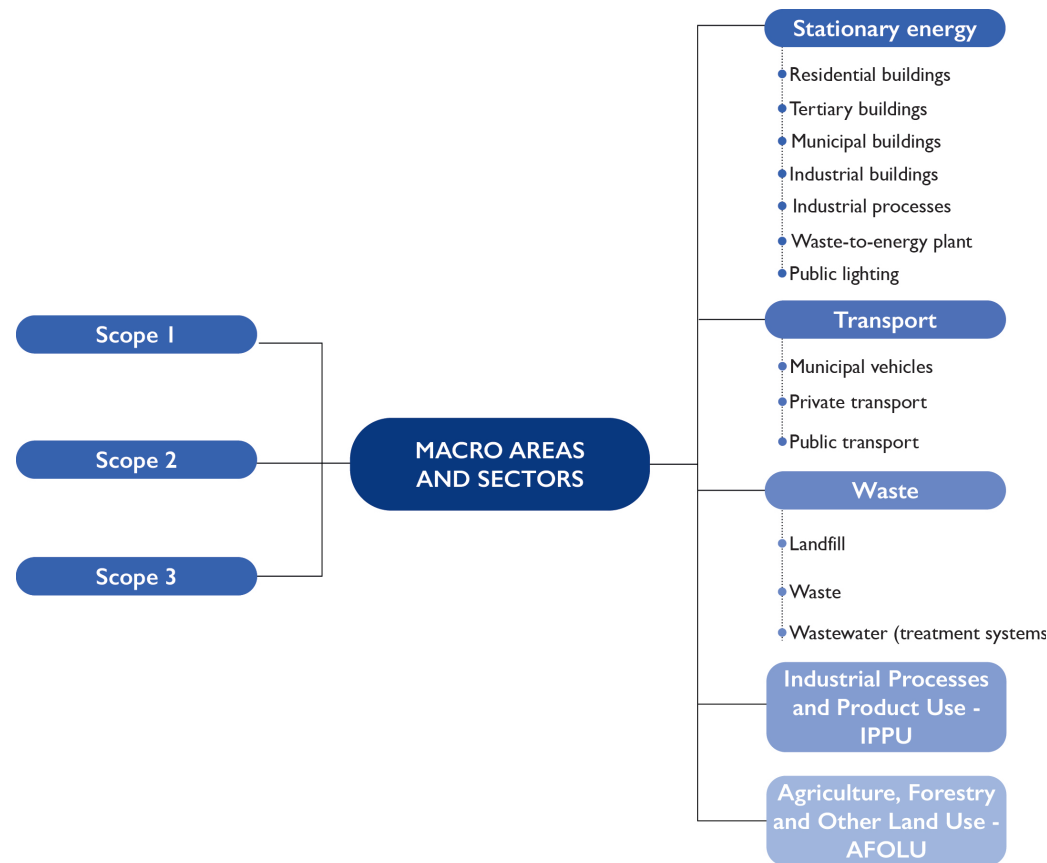 Scope 1
Scope 2
Scope 3
MACRO AREAS
AND SECTORS
Stationary energy
Residential buildings
Tertiary buildings
Municipal buildings
Industrial buildings
Industrial processes
Waste-to-energy plant
Public lighting
Transport
Municipal vehicles
Private transport
Public transport
Waste
Landfill
Waste
Wastewater (treatment systems
Industrial Processes
and Product Use -
IPPU
Agriculture, Forestry
and Other Land Use -
AFOLU